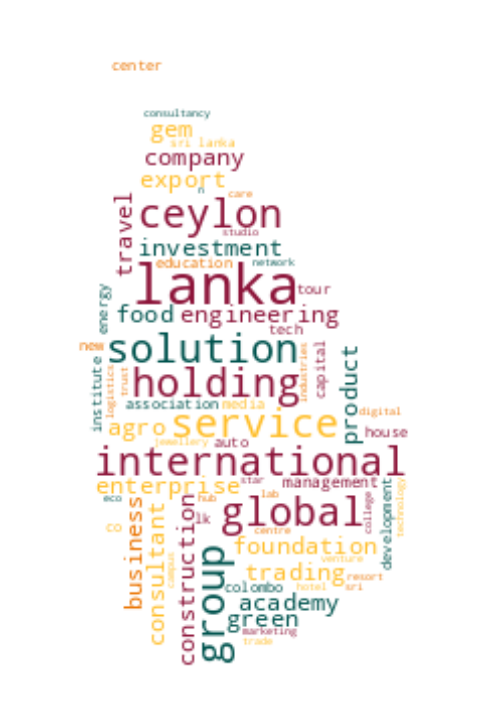 center
consultancy
gem
sri lanka
company
export
n
care
travel
ceylon
studio
investment
education
network
lanka
tour
energy
food
engineering
tech
new
solution
industries
capital
institute
logistics
trust
holding
product
association
media
digital
agro
service
house
jewellery
auto
international
enterprise
star
management
eco
hub
lab
business
consultant
construction
global
college
development
technology
co
lk
centre
foundation
group
campus
venture
trading
resort
colombo
hotel
sri
academy
green
marketing
trade